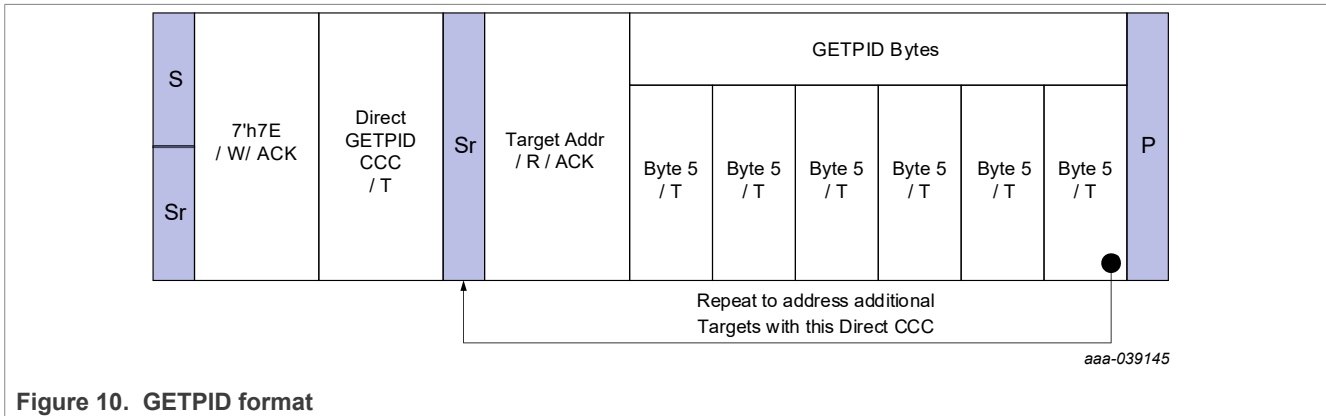 S
Sr
7'h7E
/ W/ ACK
Direct
GETPID
CCC
/ T
Sr
Target Addr
/ R / ACK
GETPID Bytes
Byte 5
/ T
Byte 5
/ T
Byte 5
/ T
Byte 5
/ T
Byte 5
/ T
Byte 5
/ T
P
Repeat to address additional
Targets with this Direct CCC
aaa-039145
Figure 10. GETPID format